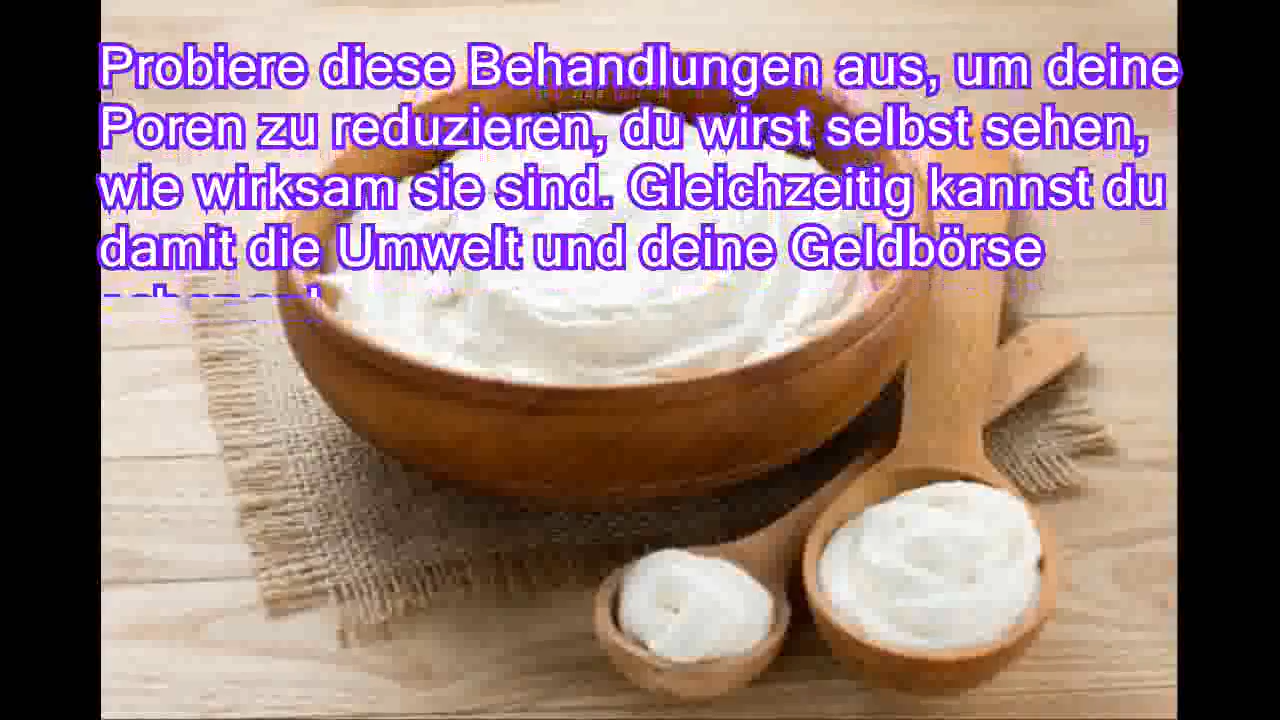 Probiere diese Behandlungen aus, um deine
Poren zu reduzieren, du wirst selbst sehen,
wie wirksam sie sind. Gleichzeitig kannst du
damit die Umwelt und deine Geldbörse